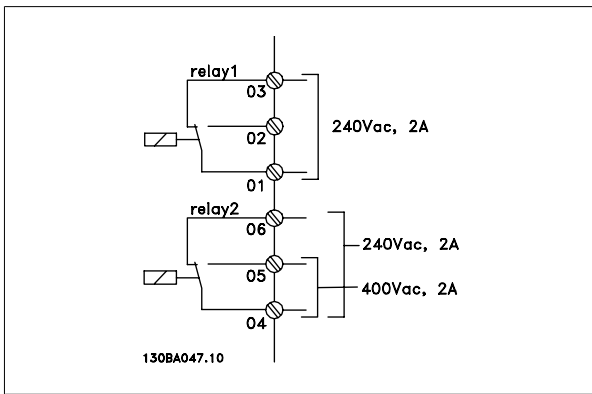 relay1
03
02
240Vac, 2A
01
relay2
06
240Vac, 2A
05
400Vac, 2A
04
130BA047.10